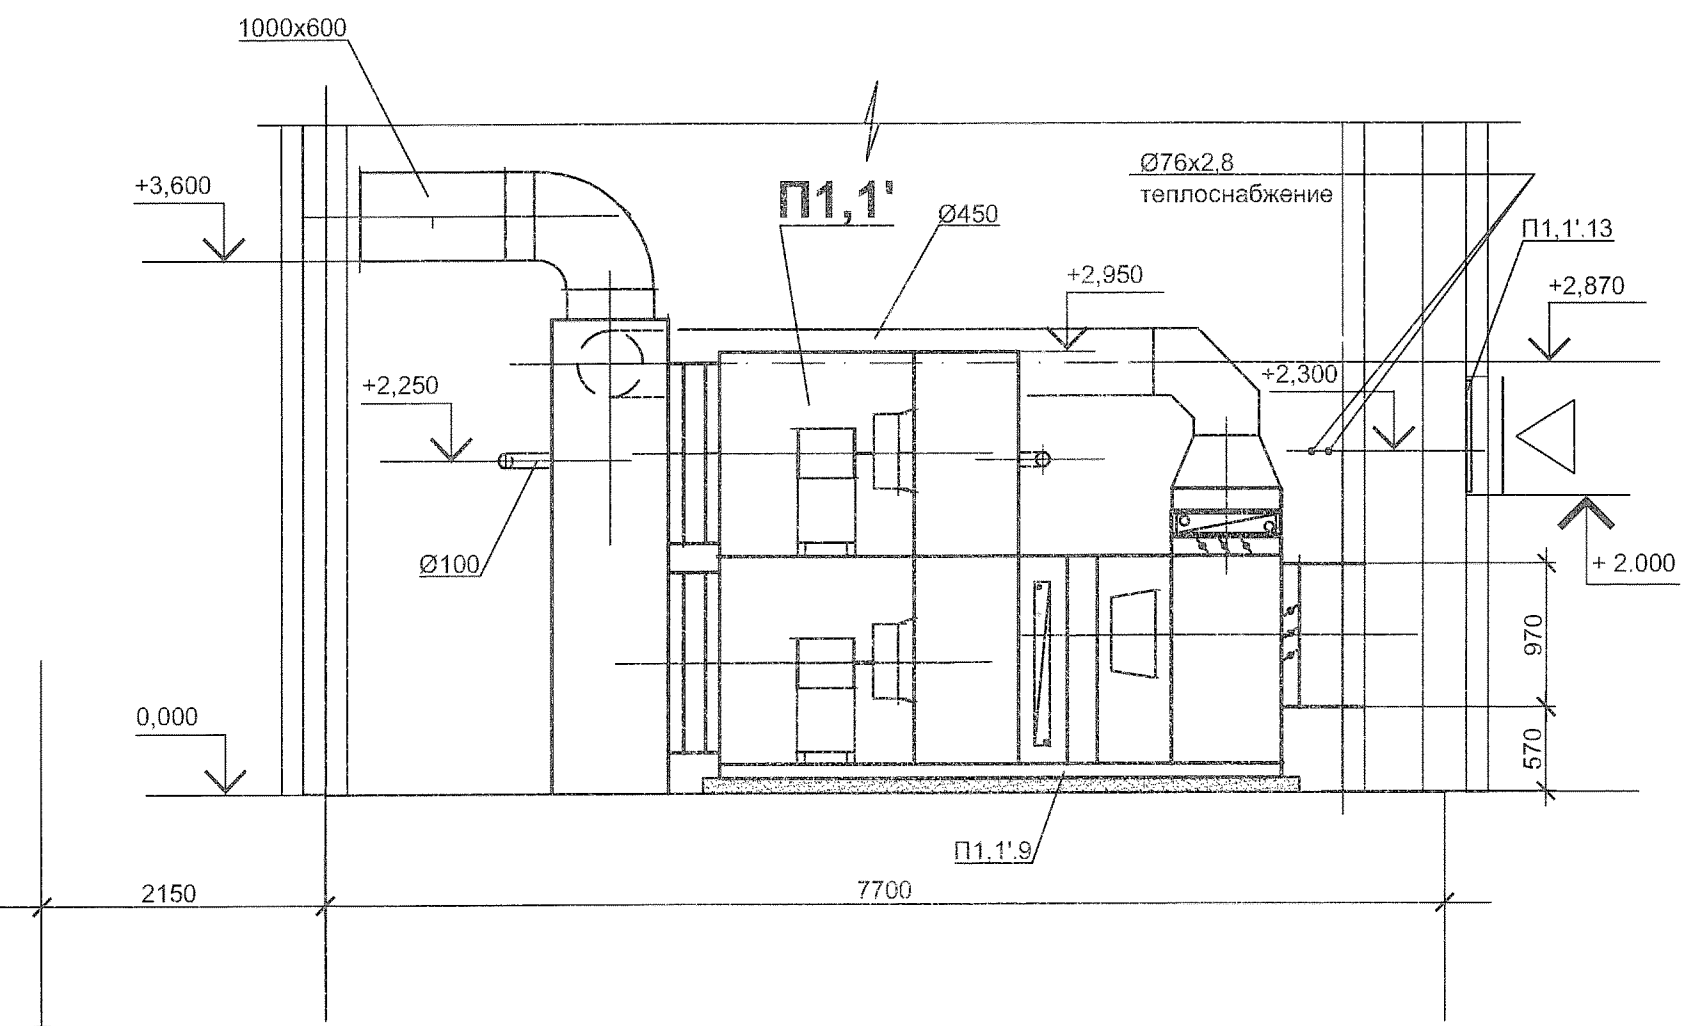 1000x600
Ø76x2,8
теплоснабжение
+3,600
П1,1'
Ø450
П1,1'.13
+2,950
+2,870
+2,250
+2,300
Ø100
+ 2.000
970
0,000
570
П1.1'.9
2150
7700